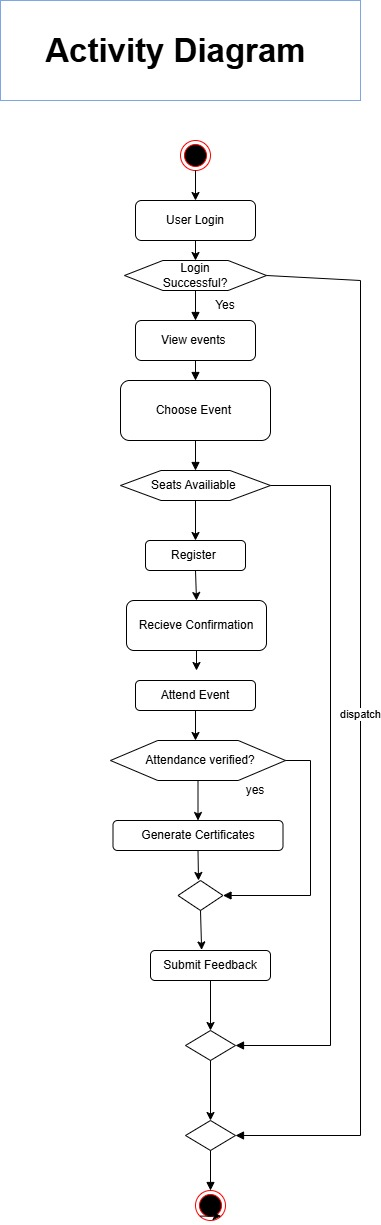 Activity Diagram
User Login
Login
Successful?
Yes
View events
Choose Event
Seats Availiable
Register
Recieve Confirmation
Attend Event
dispatch
Attendance verified?
yes
Generate Certificates
Submit Feedback